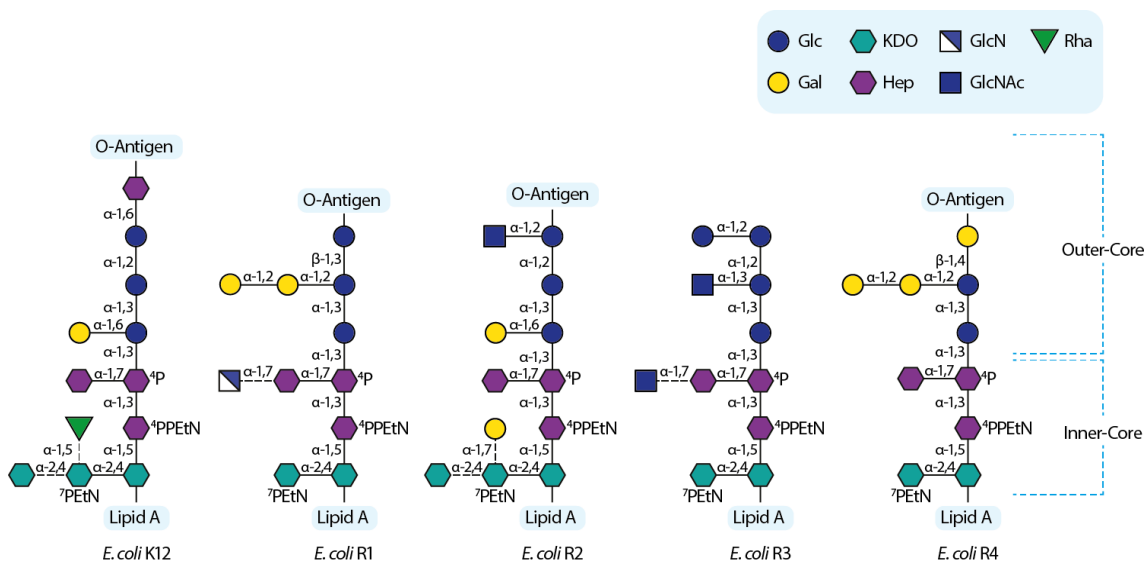 Glc KDO GlcN Rha
Gal Hep GlcNAc
O-Antigen
α-1,6
α-1,2
α-1,3
α-1,6
α-1,3
α-1,7 ⁴P
α-1,3
⁴PPEtN
α-1,5 α-1,5
α-2,4 α-2,4
⁷PEtN
Lipid A
E. coli K12
O-Antigen
β-1,3
α-1,2 α-1,2
α-1,3
α-1,3
α-1,7 α-1,7 ⁴P
α-1,3
⁴PPEtN
α-1,5
α-2,4
⁷PEtN
Lipid A
E. coli R1
O-Antigen
α-1,2
α-1,2
α-1,3
α-1,6
α-1,3
α-1,7 ⁴P
α-1,3
⁴PPEtN
α-1,7 α-1,5
α-2,4 α-2,4
⁷PEtN
Lipid A
E. coli R2
α-1,2
α-1,2
α-1,3
α-1,3
α-1,3
α-1,7 α-1,7 ⁴P
α-1,3
⁴PPEtN
α-1,5
α-2,4
⁷PEtN
Lipid A
E. coli R3
O-Antigen
β-1,4
α-1,2 α-1,2
α-1,3
α-1,3
α-1,7 ⁴P
α-1,3
⁴PPEtN
α-1,5
α-2,4
⁷PEtN
Lipid A
E. coli R4
Outer-Core
Inner-Core